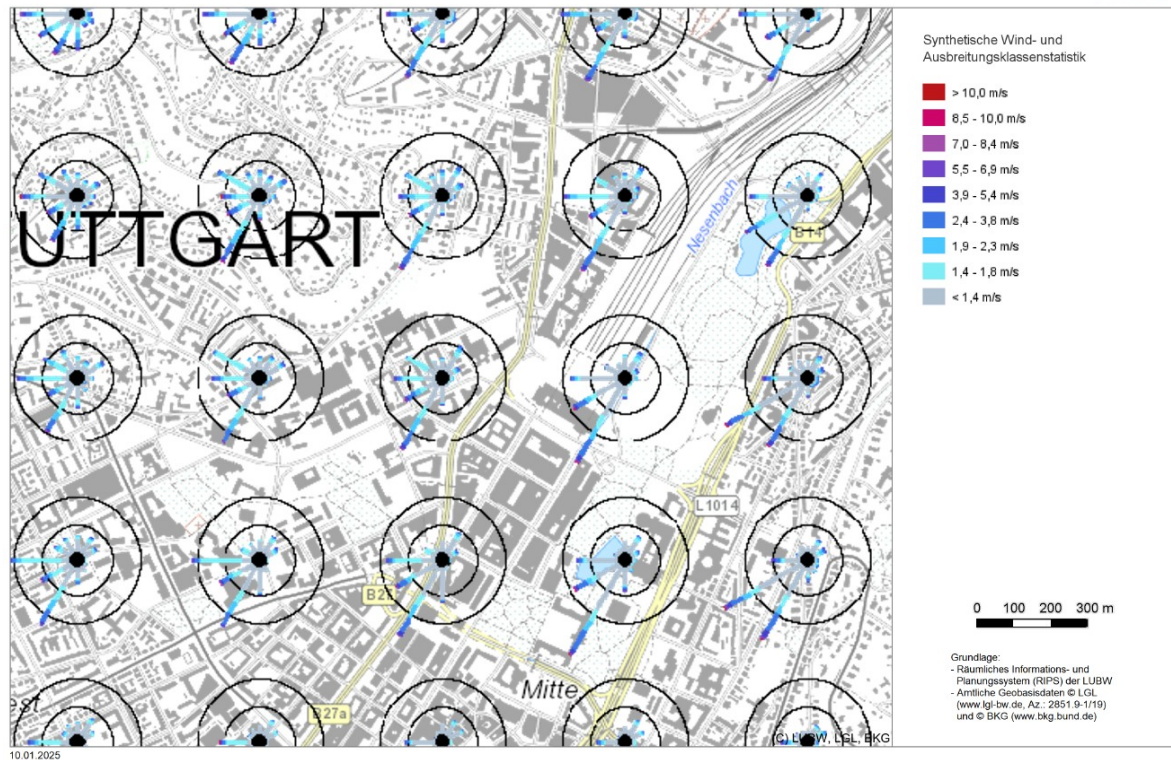 Synthetische Wind- und
Ausbreitungsklassenstatistik
> 10,0 m/s
8,5 - 10,0 m/s
7,0 - 8,4 m/s
5,5 - 6,9 m/s
3,9 - 5,4 m/s
2,4 - 3,8 m/s
1,9 - 2,3 m/s
1,4 - 1,8 m/s
< 1,4 m/s
Nesenbach
UTTGART
B14
L1014
B27
Mitte
est
B27a
0 100 200 300 m
Grundlage:
- Räumliches Informations- und
Planungssystem (RIPS) der LUBW
- Amtliche Geobasisdaten © LGL
(www.lgl-bw.de, Az.: 2851.9-1/19)
und © BKG (www.bkg.bund.de)
(C) LUBW, LGL, BKG
10.01.2025